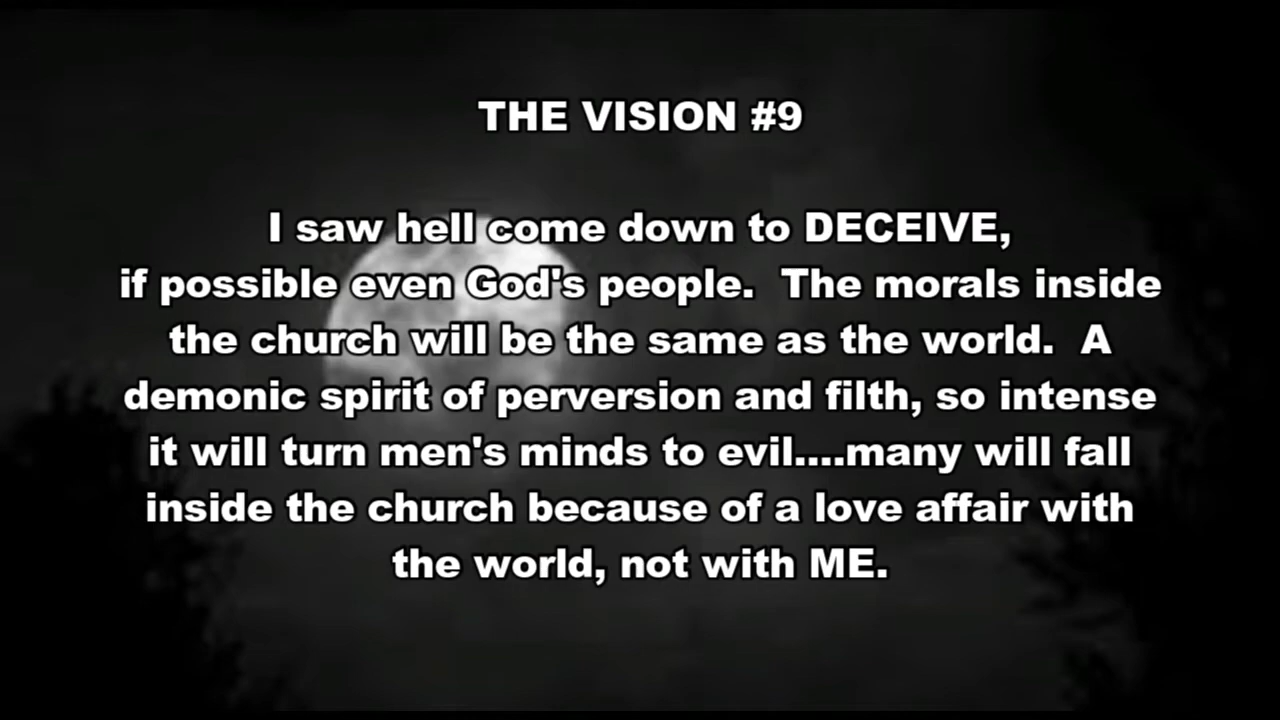 THE VISION #9
I saw hell come down to DECEIVE,
if possible even God's people.  The morals inside
the church will be the same as the world.  A
demonic spirit of perversion and filth, so intense
it will turn men's minds to evil....many will fall
inside the church because of a love affair with
the world, not with ME.